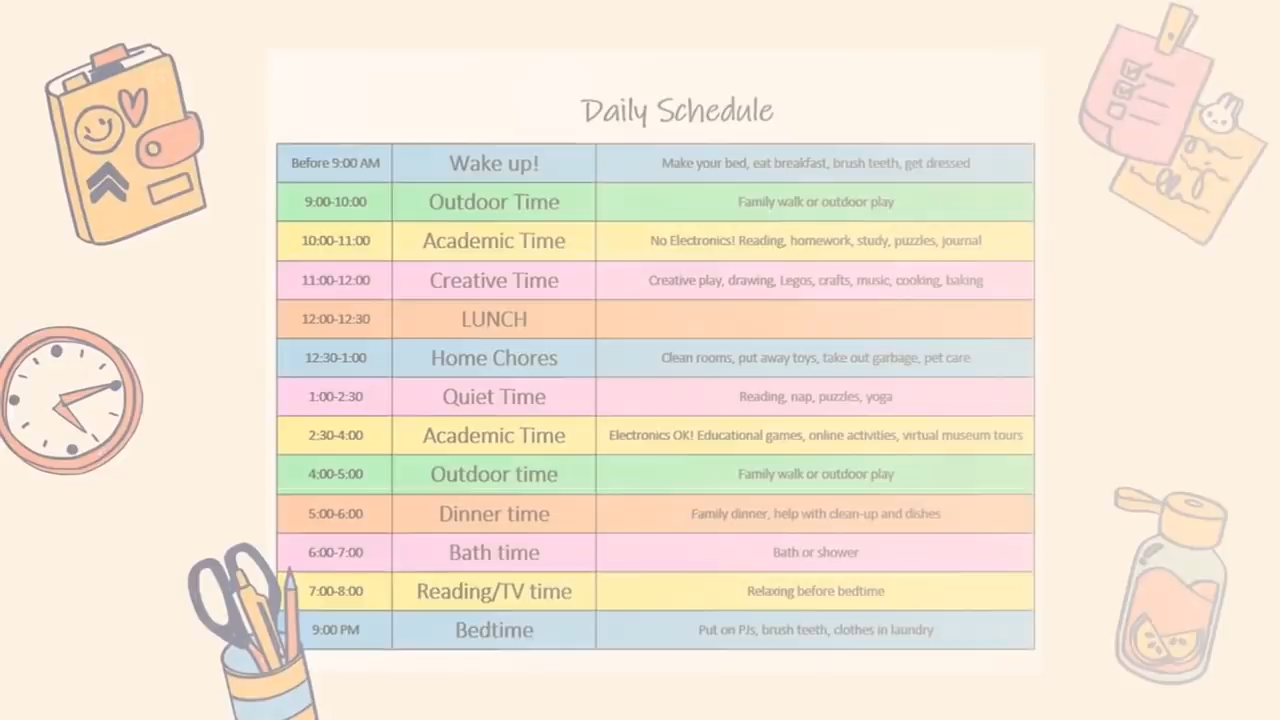 Daily Schedule
Before 9:00 AM Wake up! Make your bed, eat breakfast, brush teeth, get dressed
9:00-10:00 Outdoor Time Family walk or outdoor play
10:00-11:00 Academic Time No Electronics! Reading, homework, study, puzzles, journal
11:00-12:00 Creative Time Creative play, drawing, Legos, crafts, music, cooking, baking
12:00-12:30 LUNCH
12:30-1:00 Home Chores Clean rooms, put away toys, take out garbage, pet care
1:00-2:30 Quiet Time Reading, nap, puzzles, yoga
2:30-4:00 Academic Time Electronics OK! Educational games, online activities, virtual museum tours
4:00-5:00 Outdoor time Family walk or outdoor play
5:00-6:00 Dinner time Family dinner, help with clean-up and dishes
6:00-7:00 Bath time Bath or shower
7:00-8:00 Reading/TV time Relaxing before bedtime
9:00 PM Bedtime Put on PJs, brush teeth, clothes in laundry